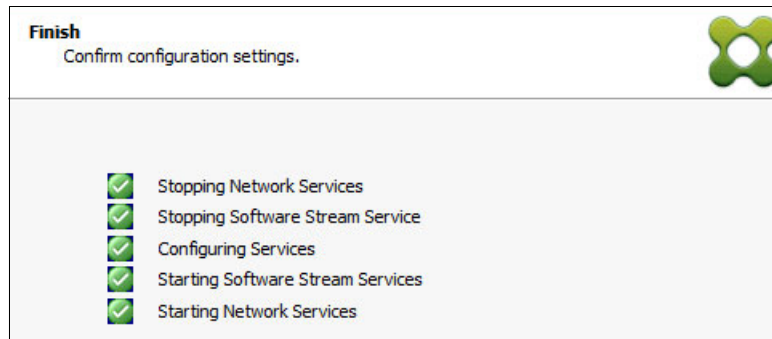 Finish
Confirm configuration settings.
Stopping Network Services
Stopping Software Stream Service
Configuring Services
Starting Software Stream Services
Starting Network Services